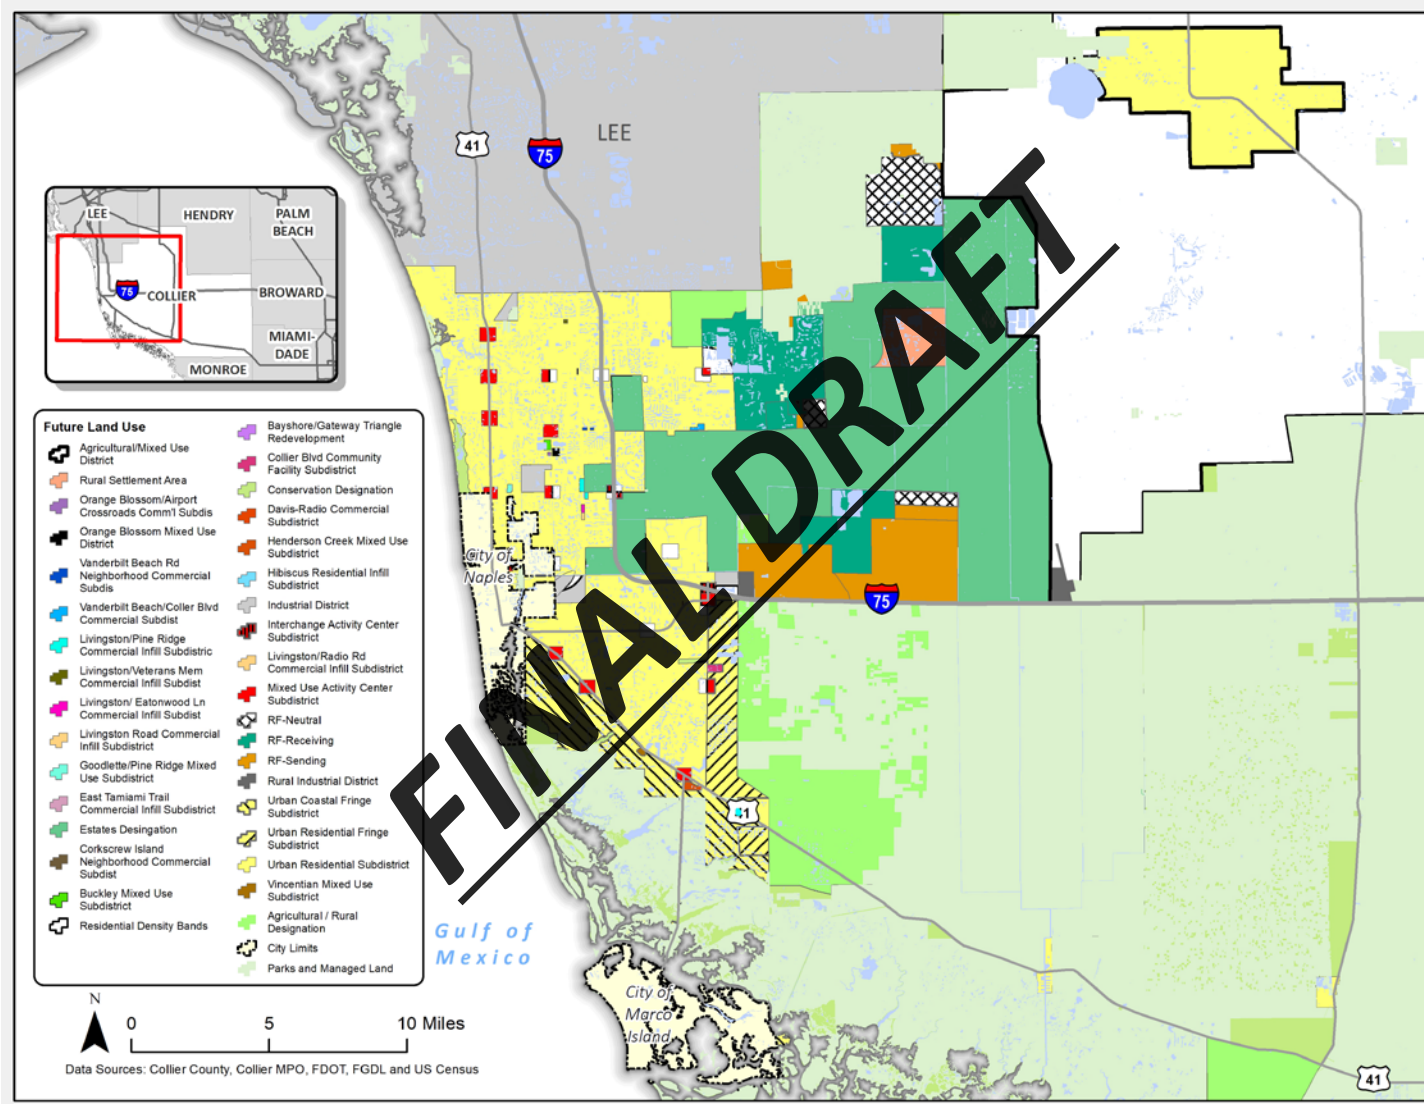 LEE
41
75
LEE
HENDRY
PALM
BEACH
75
COLLIER
BROWARD
MIAMI-
DADE
MONROE
Future Land Use
Agricultural/Mixed Use
District
Rural Settlement Area
Orange Blossom/Airport
Crossroads Comm'l Subdis
Orange Blossom Mixed Use
District
Vanderbilt Beach Rd
Neighborhood Commercial
Subdis
Vanderbilt Beach/Coller Blvd
Commercial Subdist
Livingston/Pine Ridge
Commercial Infill Subdistric
Livingston/Veterans Mem
Commercial Infill Subdist
Livingston/ Eatonwood Ln
Commercial Infill Subdist
Livingston Road Commercial
Infill Subdistrict
Goodlette/Pine Ridge Mixed
Use Subdistrict
East Tamiami Trail
Commercial Infill Subdistrict
Estates Desingation
Corkscrew Island
Neighborhood Commercial
Subdist
Buckley Mixed Use
Subdistrict
Residential Density Bands
Bayshore/Gateway Triangle
Redevelopment
Collier Blvd Community
Facility Subdistrict
Conservation Designation
Davis-Radio Commercial
Subdistrict
Henderson Creek Mixed Use
Subdistrict
Hibiscus Residential Infill
Subdistrict
Industrial District
Interchange Activity Center
Subdistrict
Livingston/Radio Rd
Commercial Infill Subdistrict
Mixed Use Activity Center
Subdistrict
RF-Neutral
RF-Receiving
RF-Sending
Rural Industrial District
Urban Coastal Fringe
Subdistrict
Urban Residential Fringe
Subdistrict
Urban Residential Subdistrict
Vincentian Mixed Use
Subdistrict
Agricultural / Rural
Designation
City Limits
Parks and Managed Land
City of
Naples
75
FINAL DRAFT
41
Gulf of
Mexico
City of
Marco
Island
41
N
0 5 10 Miles
Data Sources: Collier County, Collier MPO, FDOT, FGDL and US Census